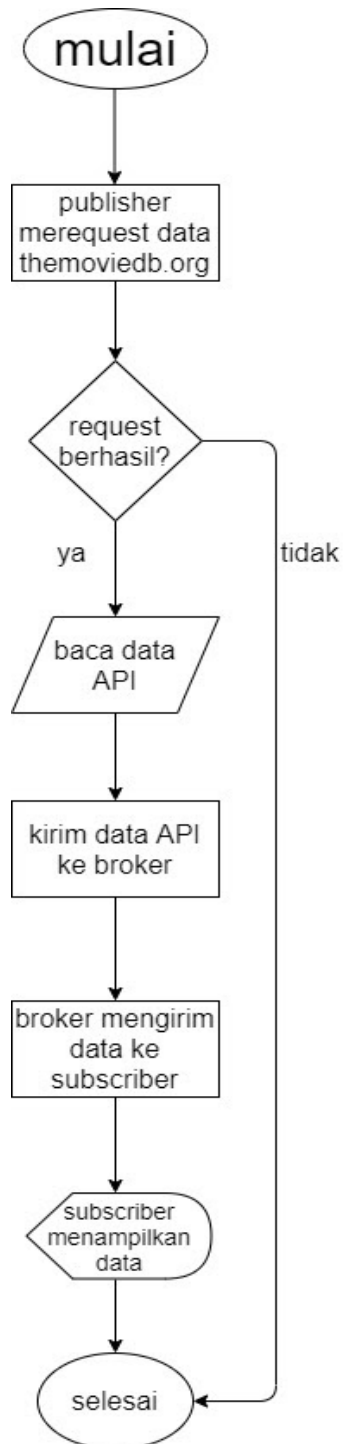 mulai
publisher
merequest data
themoviedb.org
request
berhasil?
ya
tidak
baca data
API
kirim data API
ke broker
broker mengirim
data ke
subscriber
subscriber
menampilkan
data
selesai